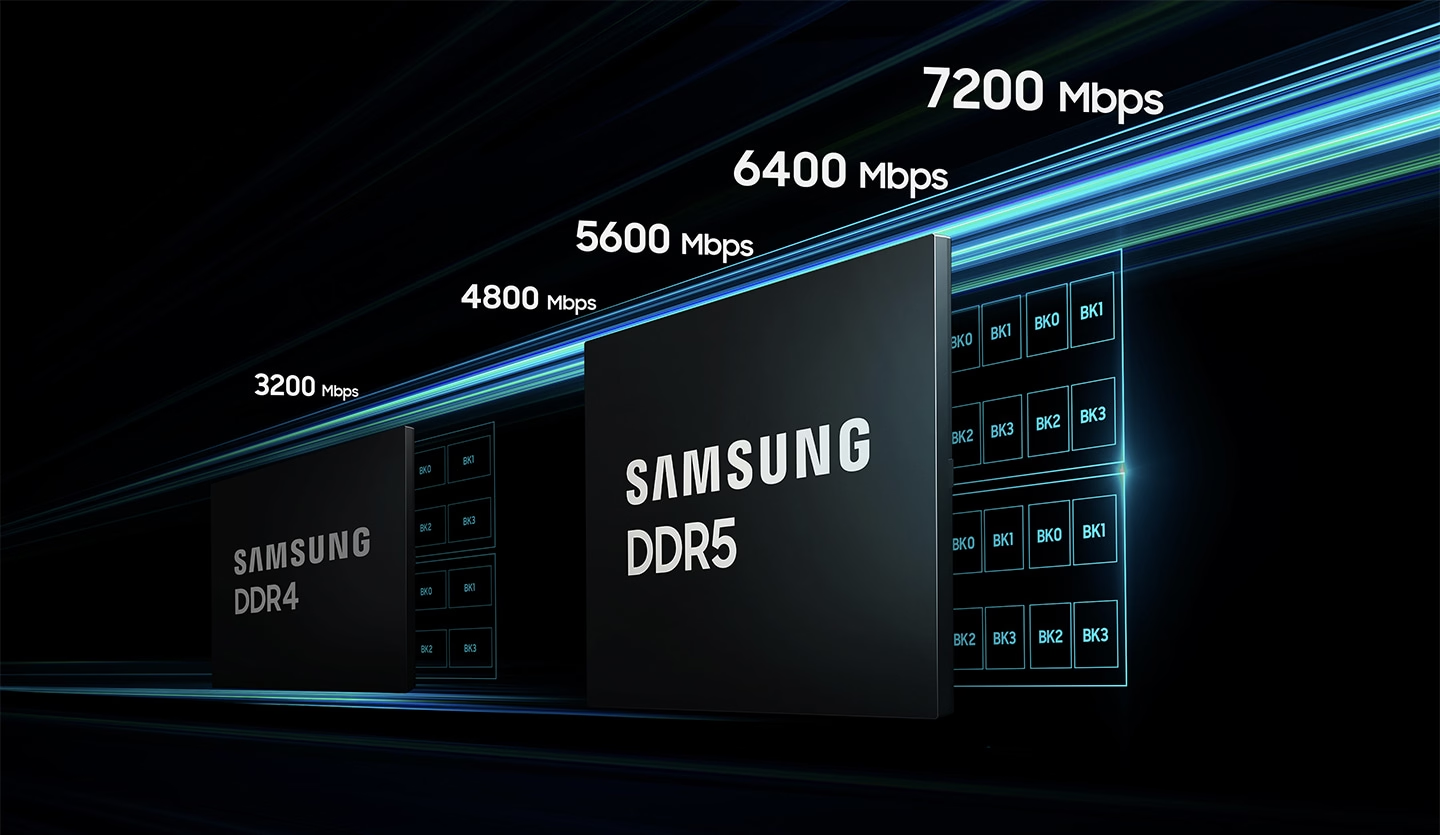 7200 Mbps
6400 Mbps
5600 Mbps
4800 Mbps
3200 Mbps
SAMSUNG
DDR4
BK0 BK1
BK2 BK3
BK0 BK1
BK2 BK3
SAMSUNG
DDR5
BK0 BK1 BK0 BK1
BK2 BK3 BK2 BK3
BK0 BK1 BK0 BK1
BK2 BK3 BK2 BK3